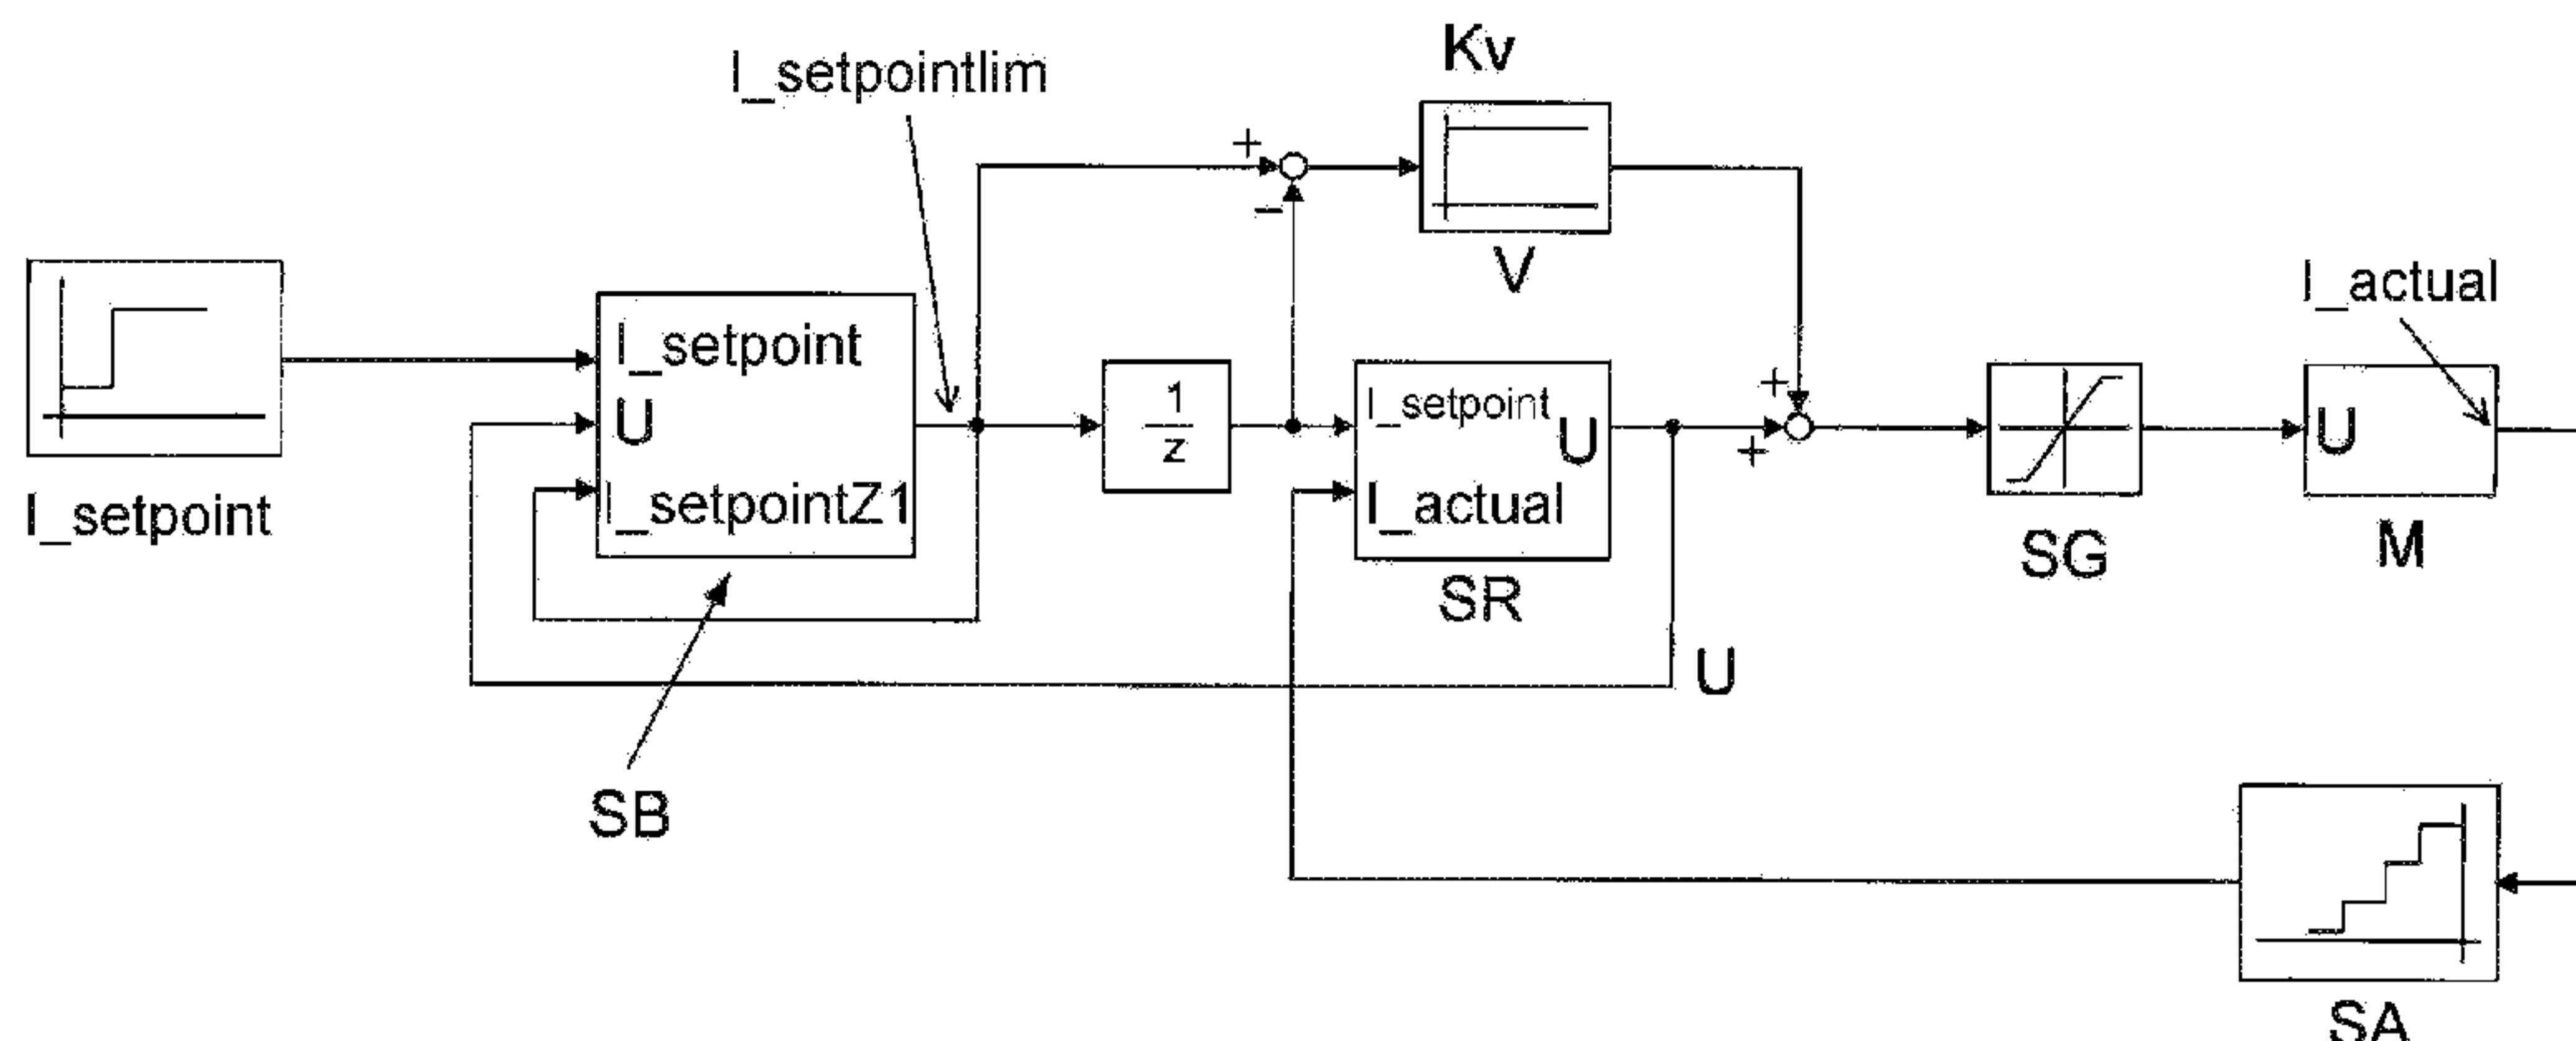 Kv
I_setpointlim
+
−
V
I_actual
I_setpoint
U
I_setpointZ1
1
z
I_setpoint
U
I_actual
+
+
U
I_setpoint
SG
M
SR
U
SB
SA